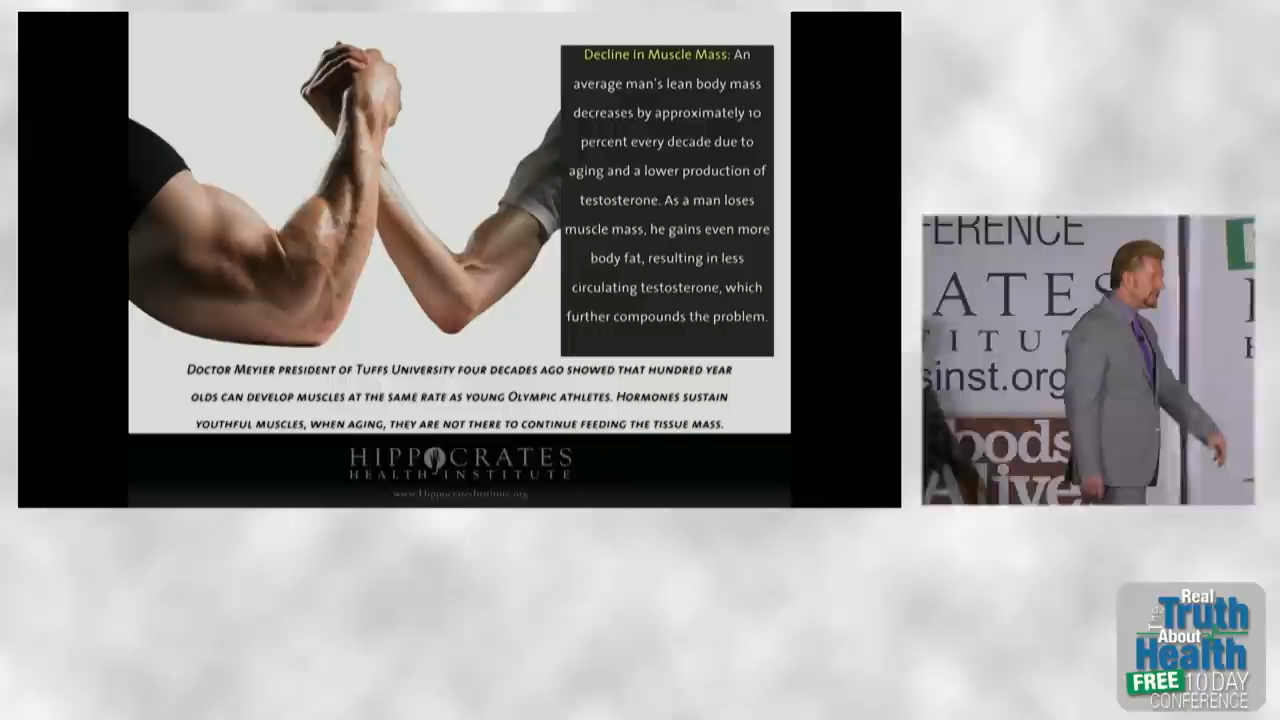 Decline in Muscle Mass: An
average man's lean body mass
decreases by approximately 10
percent every decade due to
aging and a lower production of
testosterone. As a man loses
muscle mass, he gains even more
body fat, resulting in less
circulating testosterone, which
further compounds the problem.
DOCTOR MEYIER PRESIDENT OF TUFFS UNIVERSITY FOUR DECADES AGO SHOWED THAT HUNDRED YEAR
OLDS CAN DEVELOP MUSCLES AT THE SAME RATE AS YOUNG OLYMPIC ATHLETES. HORMONES SUSTAIN
YOUTHFUL MUSCLES, WHEN AGING, THEY ARE NOT THERE TO CONTINUE FEEDING THE TISSUE MASS.
HIPPOCRATES
HEALTH INSTITUTE
www.HippocratesInstitute.org
FERENCE
ATES
TITUT
sinst.org
oods
Alive
The Real
Truth
About
Health
FREE 10 DAY
CONFERENCE